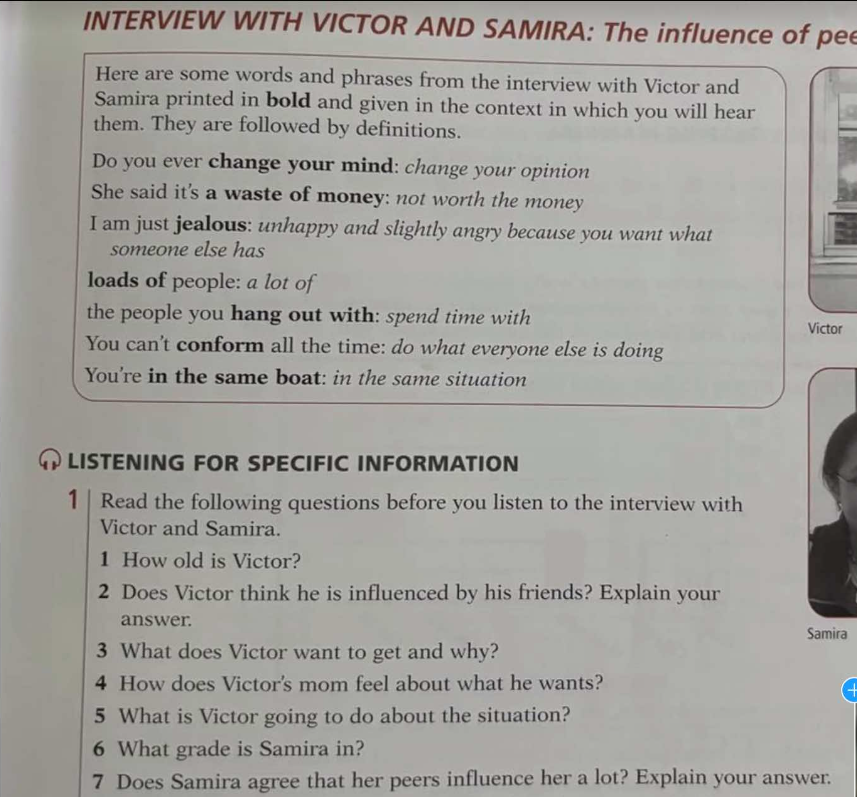 INTERVIEW WITH VICTOR AND SAMIRA: The influence of pee
Here are some words and phrases from the interview with Victor and
Samira printed in bold and given in the context in which you will hear
them. They are followed by definitions.
Do you ever change your mind: change your opinion
She said it's a waste of money: not worth the money
I am just jealous: unhappy and slightly angry because you want what
someone else has
loads of people: a lot of
the people you hang out with: spend time with
You can't conform all the time: do what everyone else is doing
You're in the same boat: in the same situation
Victor
LISTENING FOR SPECIFIC INFORMATION
1 Read the following questions before you listen to the interview with
Victor and Samira.
1 How old is Victor?
2 Does Victor think he is influenced by his friends? Explain your
answer.
3 What does Victor want to get and why?
4 How does Victor's mom feel about what he wants?
5 What is Victor going to do about the situation?
6 What grade is Samira in?
7 Does Samira agree that her peers influence her a lot? Explain your answer.
Samira